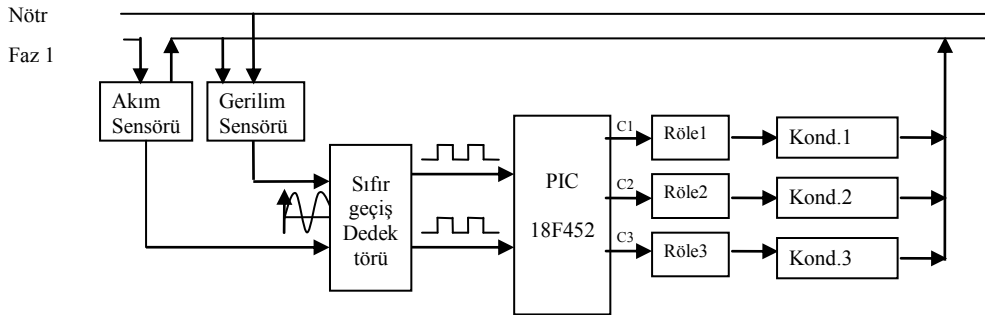 Nötr
Faz 1
Akım
Sensörü
Gerilim
Sensörü
Sıfır
geçiş
Dedek
törü
PIC
18F452
C1
C2
C3
Röle1
Röle2
Röle3
Kond.1
Kond.2
Kond.3